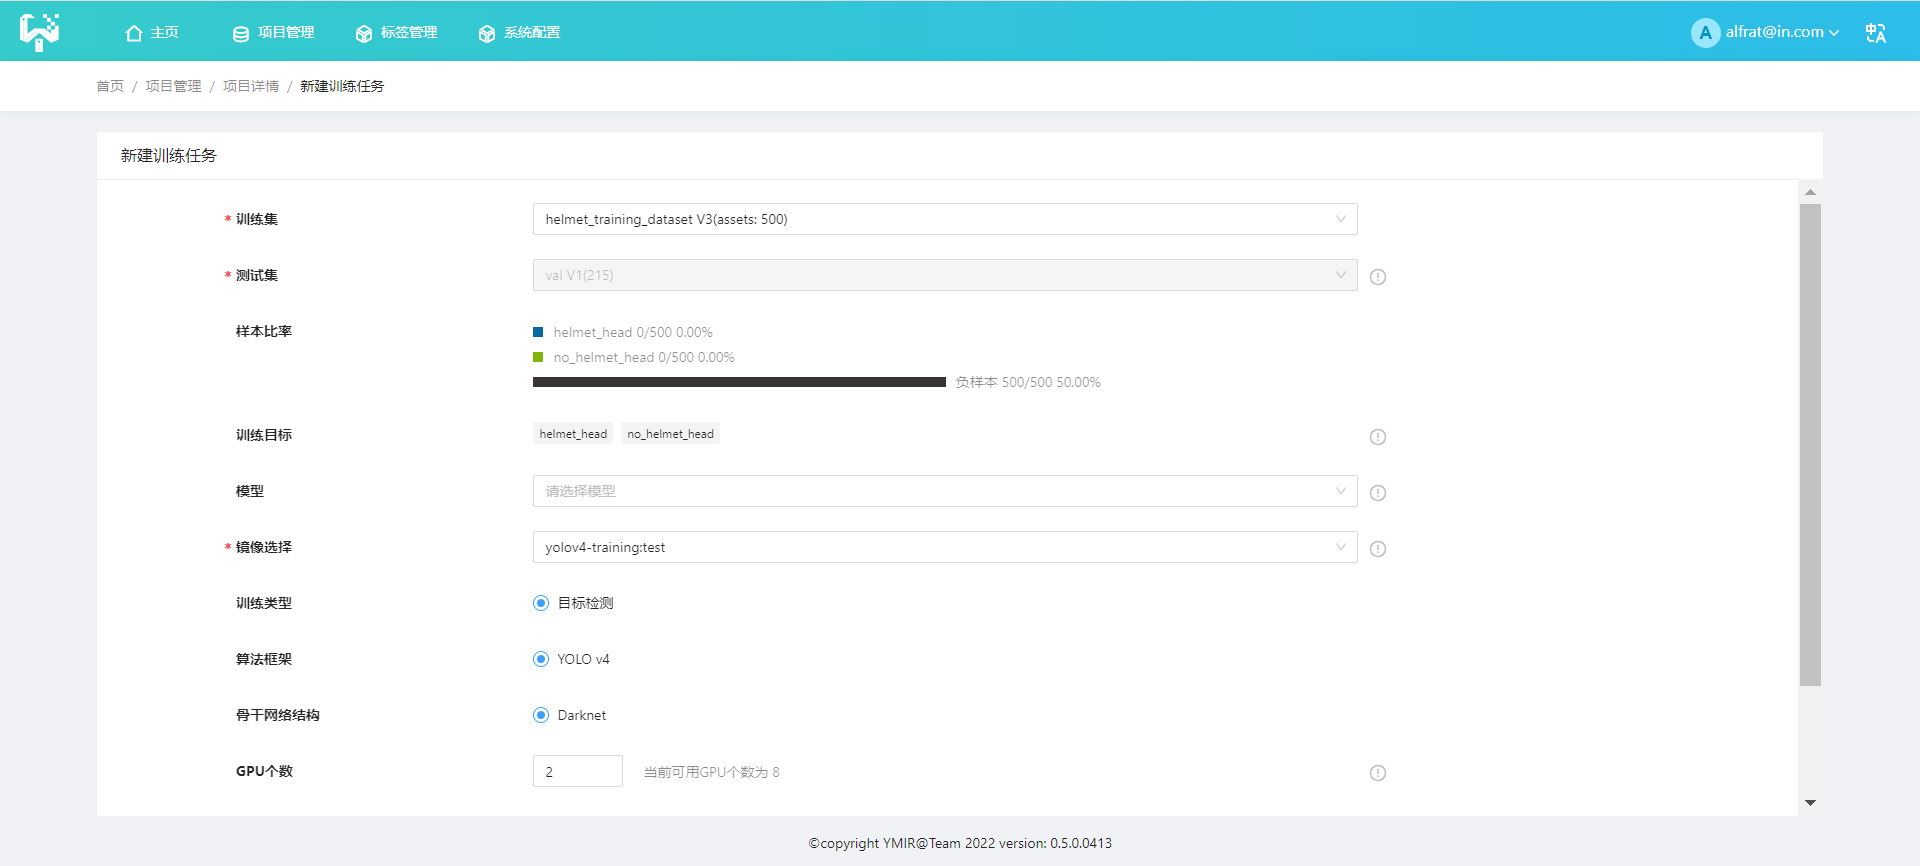 主页 项目管理 标签管理 系统配置 A alfrat@in.com
首页 / 项目管理 / 项目详情 / 新建训练任务
新建训练任务
* 训练集 helmet_training_dataset V3(assets: 500)
* 测试集 val V1(215)
样本比率 helmet_head 0/500 0.00%
no_helmet_head 0/500 0.00%
负样本 500/500 50.00%
训练目标 helmet_head no_helmet_head
模型 请选择模型
* 镜像选择 yolov4-training:test
训练类型 目标检测
算法框架 YOLO v4
骨干网络结构 Darknet
GPU个数 2 当前可用GPU个数为 8
©copyright YMIR@Team 2022 version: 0.5.0.0413